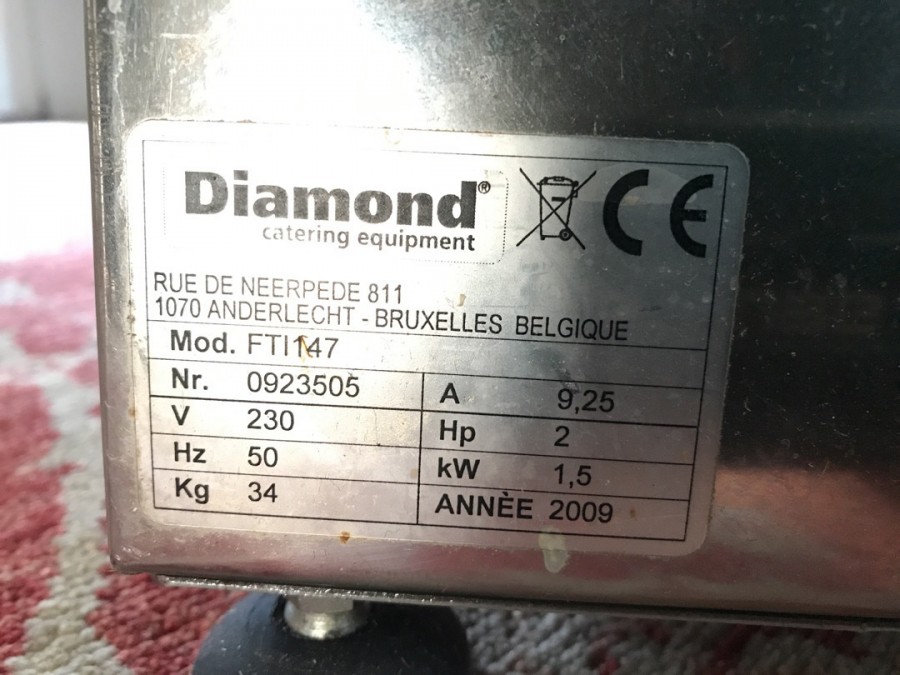 Diamond®
catering equipment
CE
RUE DE NEERPEDE 811
1070 ANDERLECHT - BRUXELLES BELGIQUE
Mod. FTI147
Nr. 0923505 A 9,25
V 230 Hp 2
Hz 50 kW 1,5
Kg 34 ANNÈE 2009